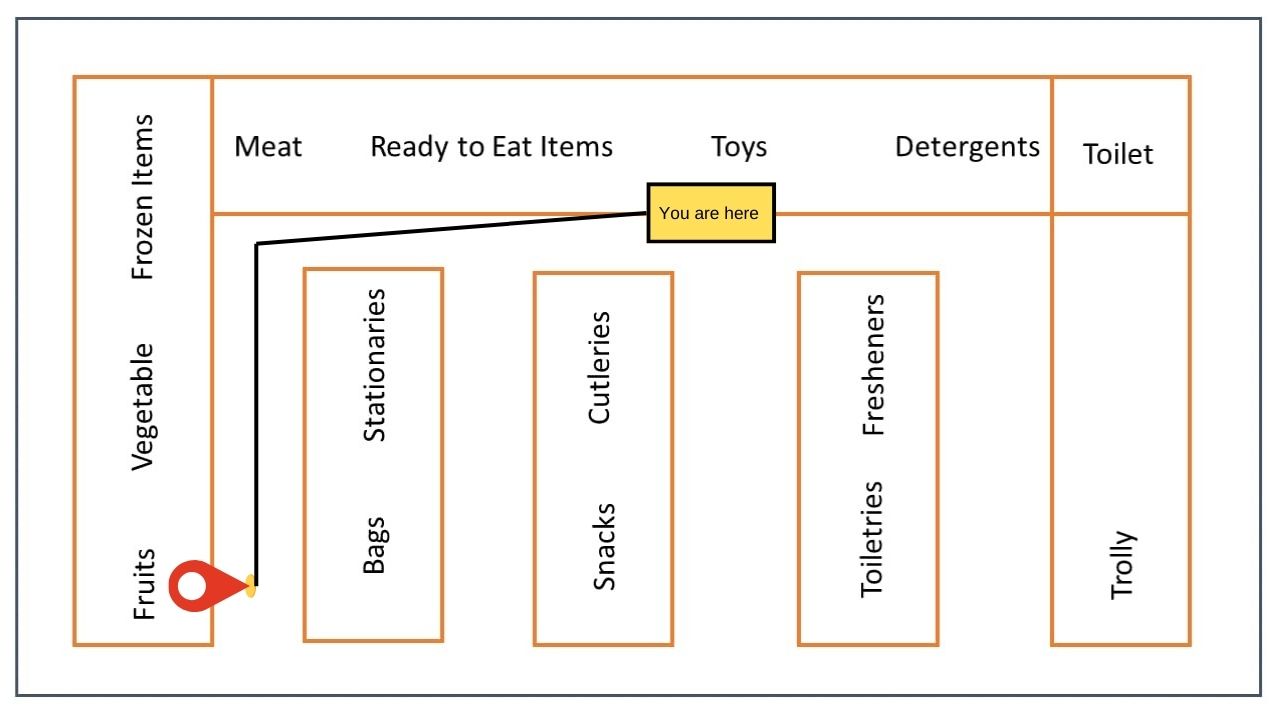 Meat
Ready to Eat Items
Toys
Detergents
Toilet
Frozen Items
You are here
Vegetable
Stationaries
Cutleries
Fresheners
Fruits
Bags
Snacks
Toiletries
Trolly